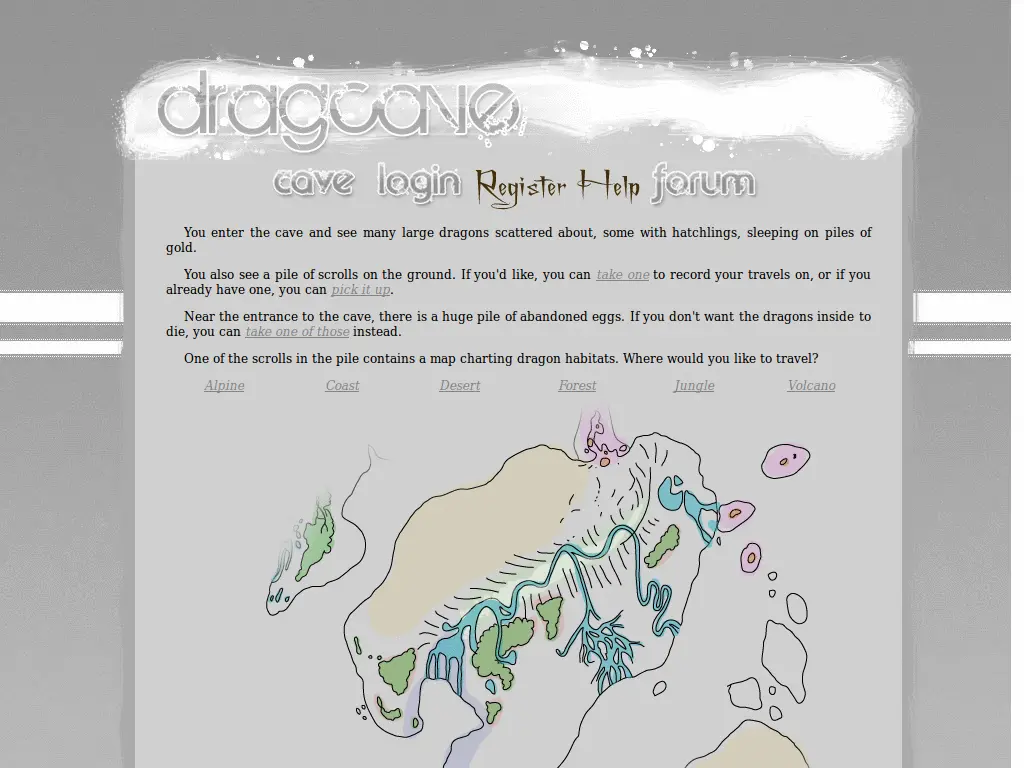 dragcave
cave login Register Help forum
You enter the cave and see many large dragons scattered about, some with hatchlings, sleeping on piles of
gold.
You also see a pile of scrolls on the ground. If you'd like, you can take one to record your travels on, or if you
already have one, you can pick it up.
Near the entrance to the cave, there is a huge pile of abandoned eggs. If you don't want the dragons inside to
die, you can take one of those instead.
One of the scrolls in the pile contains a map charting dragon habitats. Where would you like to travel?
Alpine Coast Desert Forest Jungle Volcano